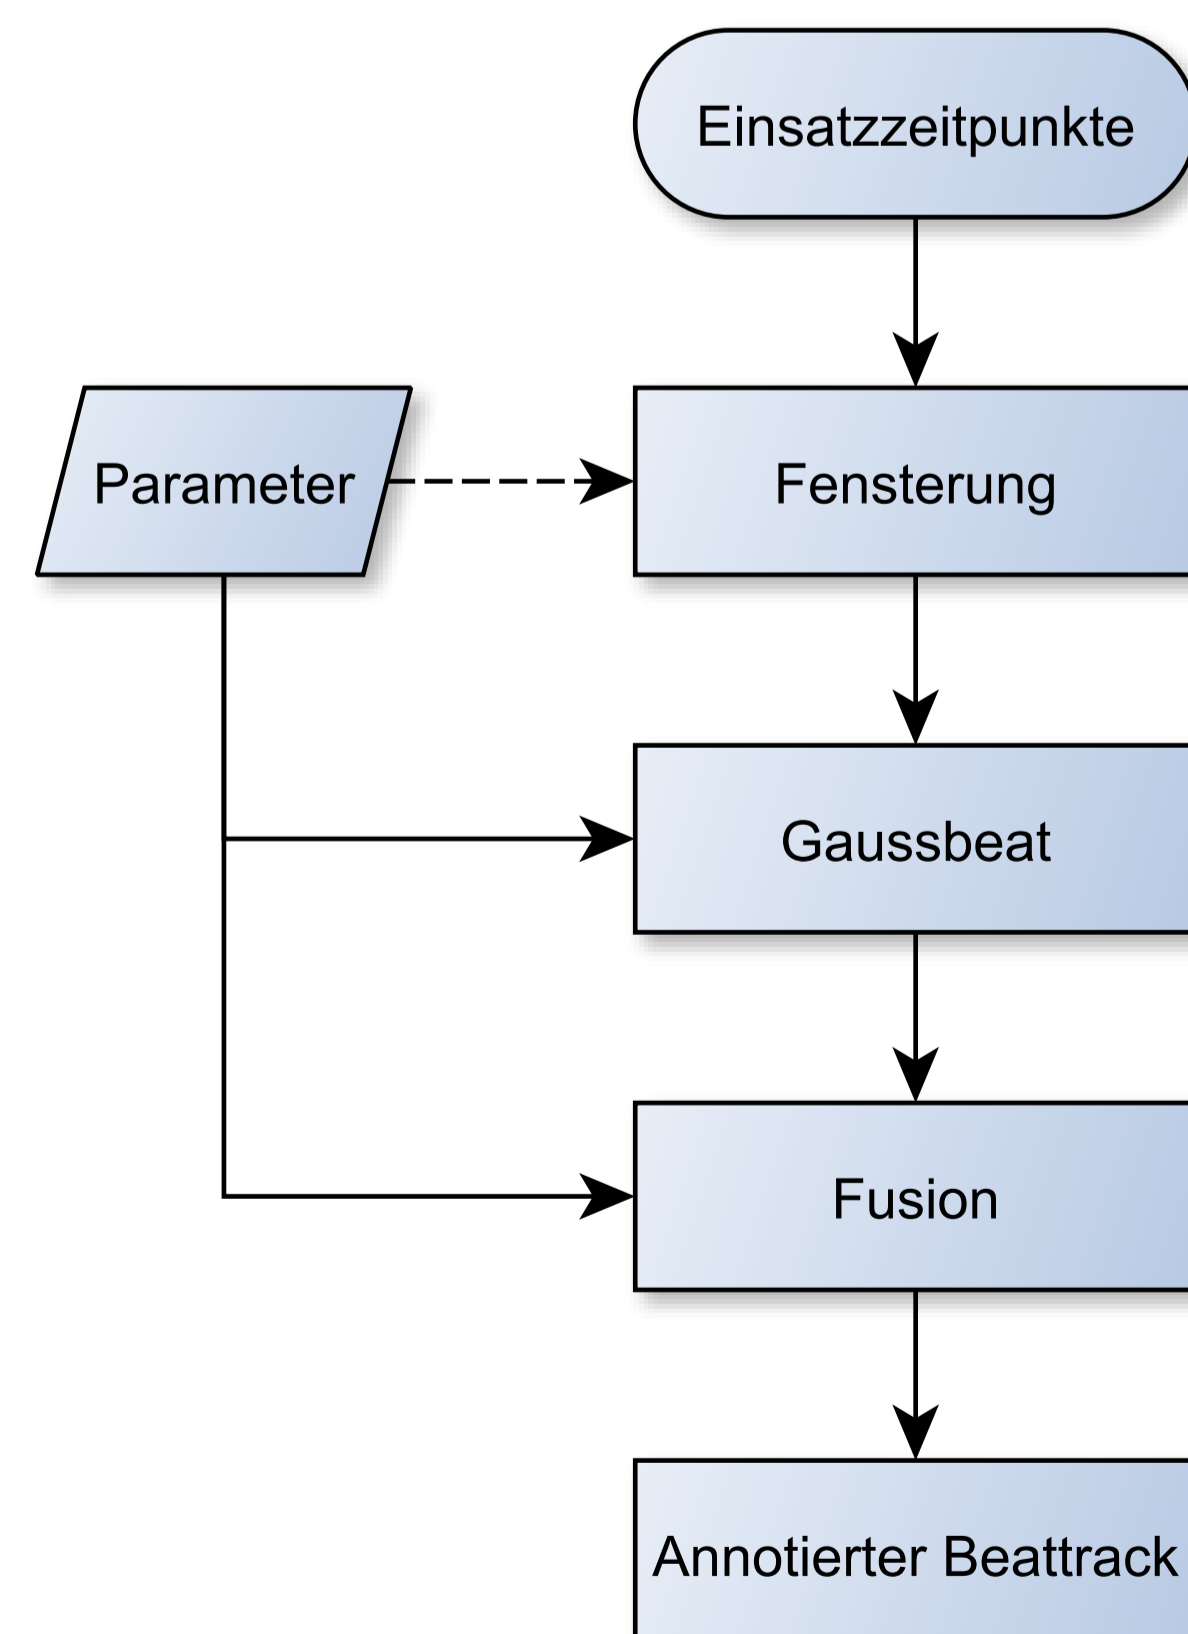 Einsatzzeitpunkte
Parameter
Fensterung
Gaussbeat
Fusion
Annotierter Beattrack